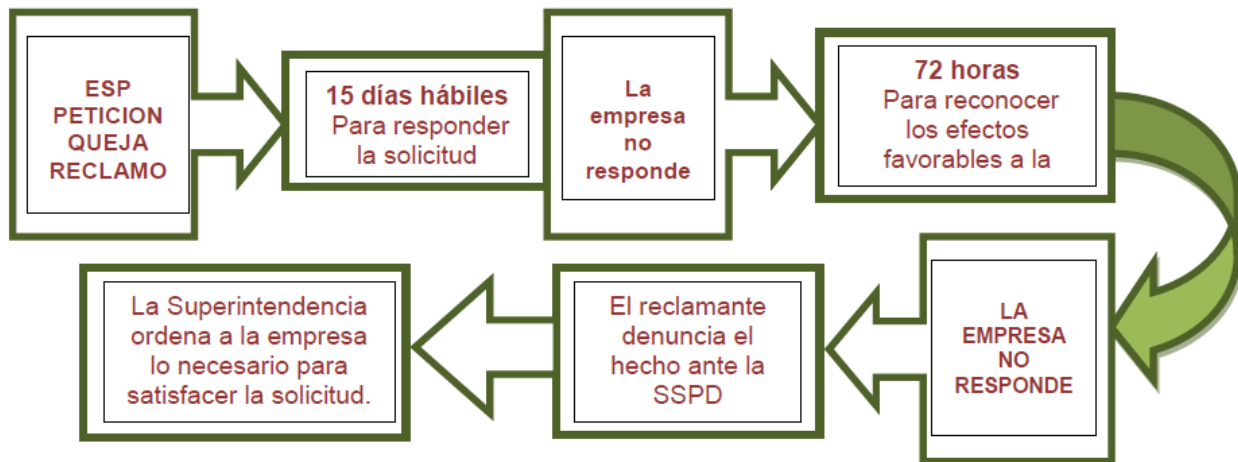 ESP
PETICION
QUEJA
RECLAMO
15 días hábiles
Para responder
la solicitud
La
empresa
no
responde
72 horas
Para reconocer
los efectos
favorables a la
LA
EMPRESA
NO
RESPONDE
El reclamante
denuncia el
hecho ante la
SSPD
La Superintendencia
ordena a la empresa
lo necesario para
satisfacer la solicitud.